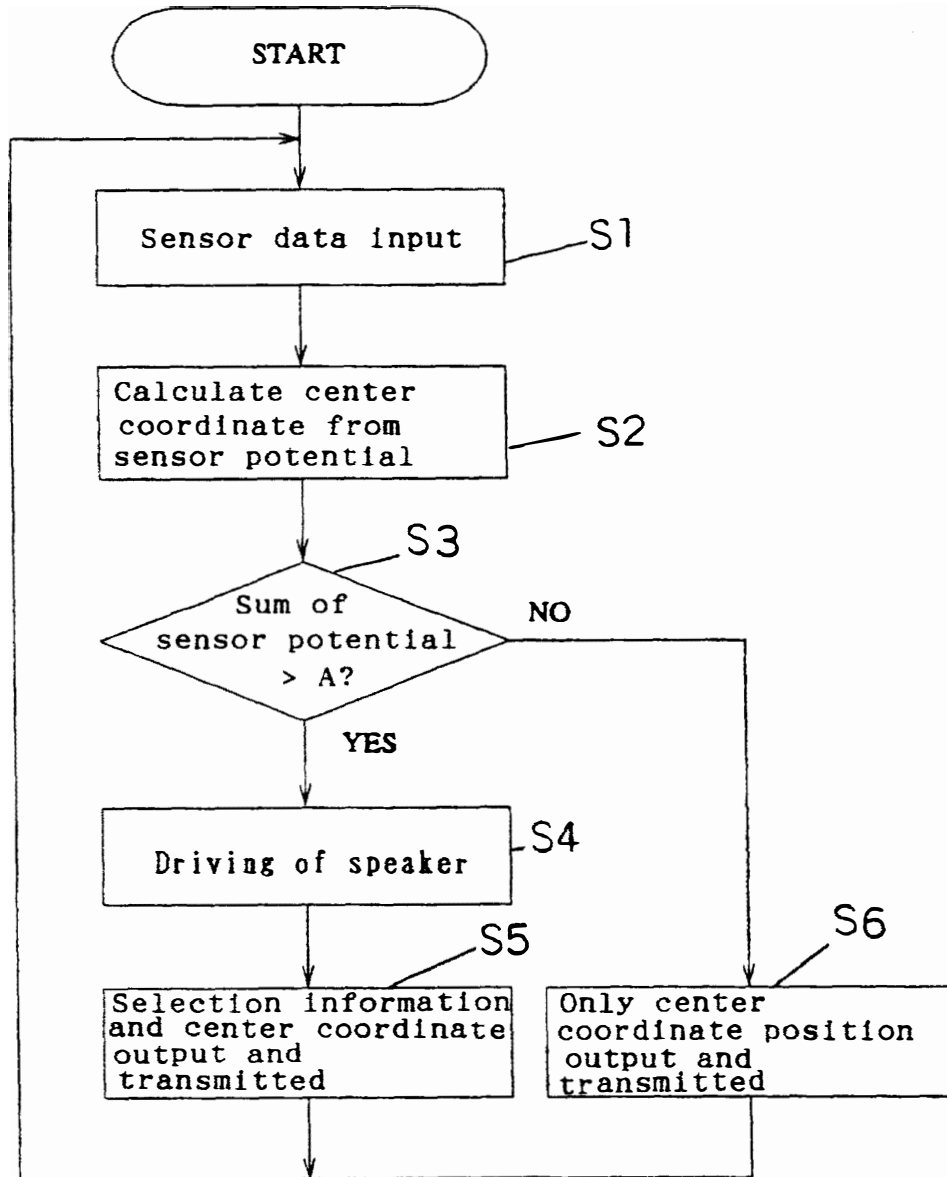 START
Sensor data input
S1
Calculate center
coordinate from
sensor potential
S2
S3
Sum of
sensor potential
> A?
NO
YES
Driving of speaker
S4
S5
Selection information
and center coordinate
output and
transmitted
S6
Only center
coordinate position
output and
transmitted